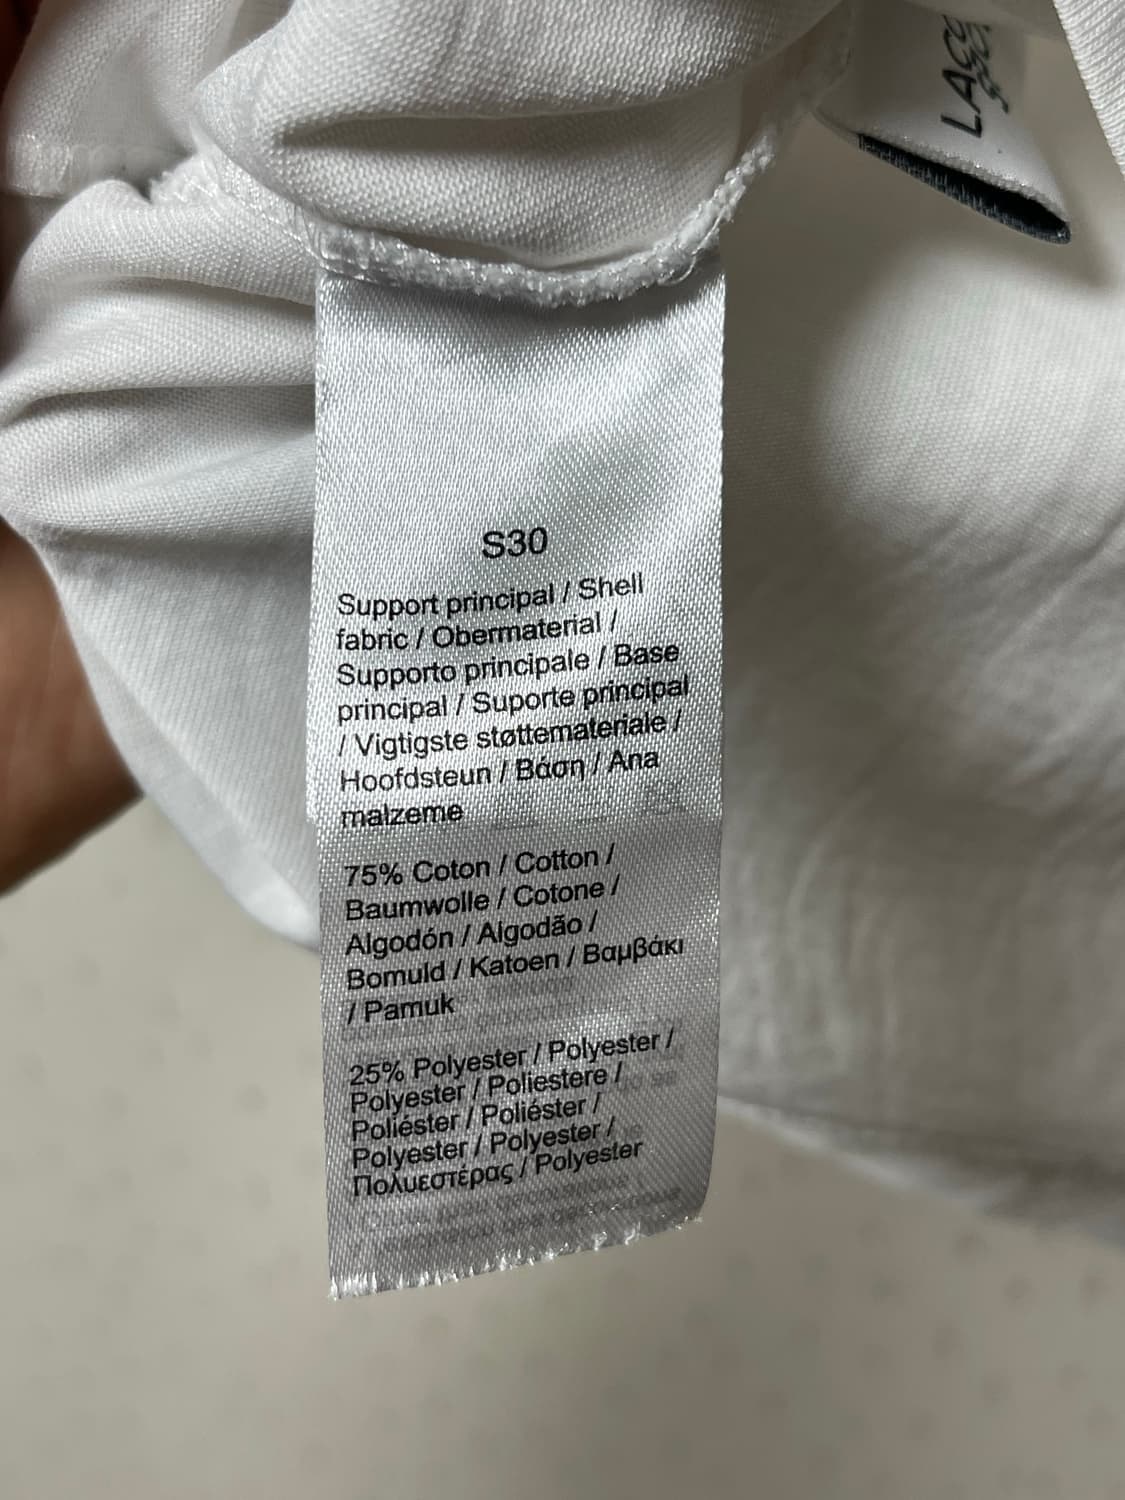 S30
Support principal / Shell
fabric / Obermaterial /
Supporto principale / Base
principal / Suporte principal
/ Vigtigste støttemateriale /
Hoofdsteun / Βάση / Ana
malzeme
75% Coton / Cotton /
Baumwolle / Cotone /
Algodón / Algodão /
Bomuld / Katoen / Βαμβάκι
/ Pamuk
25% Polyester / Polyester /
Polyester / Poliestere /
Poliéster / Poliéster /
Polyester / Polyester /
Πολυεστέρας / Polyester